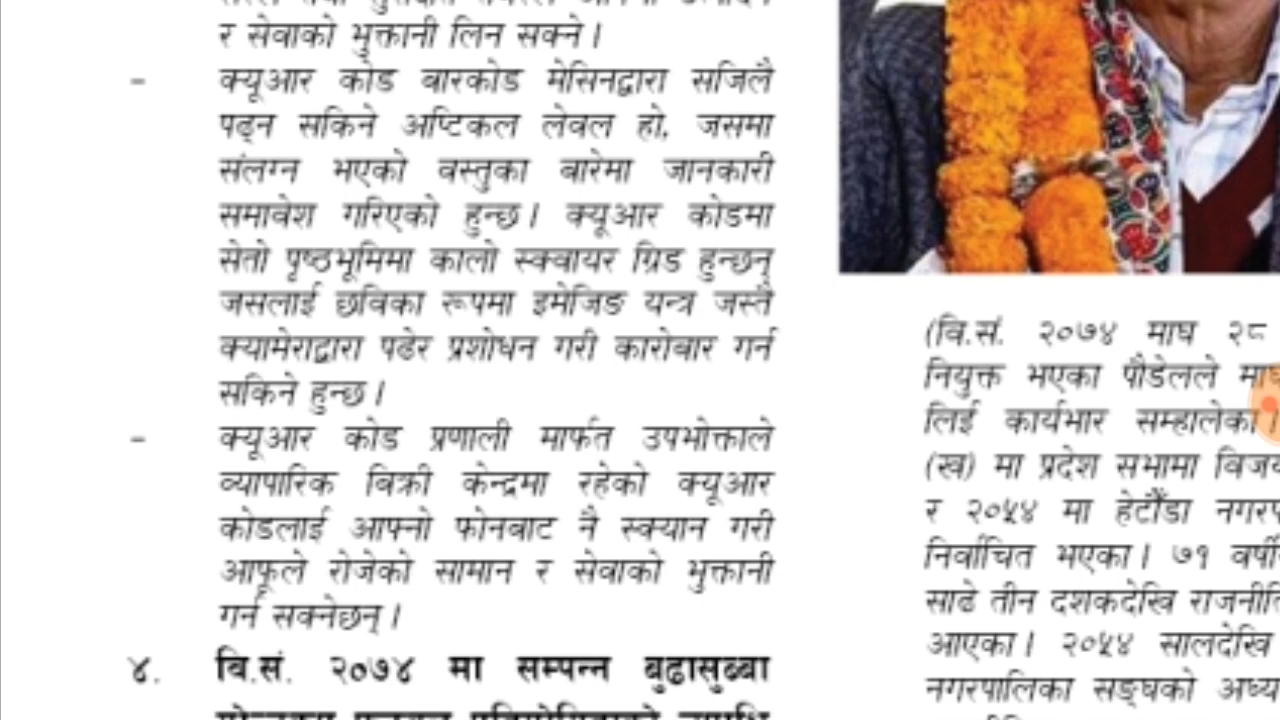 र सेवाको भुक्तानी लिन सक्ने ।
- क्यूआर कोड बारकोड मेसिनद्वारा सजिलै
पढ्न सकिने अप्टिकल लेवल हो, जसमा
संलग्न भएको वस्तुका बारेमा जानकारी
समावेश गरिएको हुन्छ । क्यूआर कोडमा
सेतो पृष्ठभूमिमा कालो स्क्वायर ग्रिड हुन्छन्
जसलाई छविका रूपमा इमेजिङ यन्त्र जस्तै
क्यामेराद्वारा पढेर प्रशोधन गरी कारोबार गर्न
सकिने हुन्छ ।
- क्यूआर कोड प्रणाली मार्फत उपभोक्ताले
व्यापारिक बिक्री केन्द्रमा रहेको क्यूआर
कोडलाई आफ्नो फोनबाट नै स्क्यान गरी
आफूले रोजेको सामान र सेवाको भुक्तानी
गर्न सक्नेछन् ।
४. वि.सं. २०७४ मा सम्पन्न बुढासुब्बा
(वि.सं. २०७४ माघ २८
नियुक्त भएका पौडेलले
लिई कार्यभार सम्हालेका ।
(ख) मा प्रदेश सभामा
र २०५४ मा हेटौंडा
निर्वाचित भएका । ७१
साढे तीन दशकदेखि
आएका । २०५४ सालदेखि
नगरपालिका सङ्घको